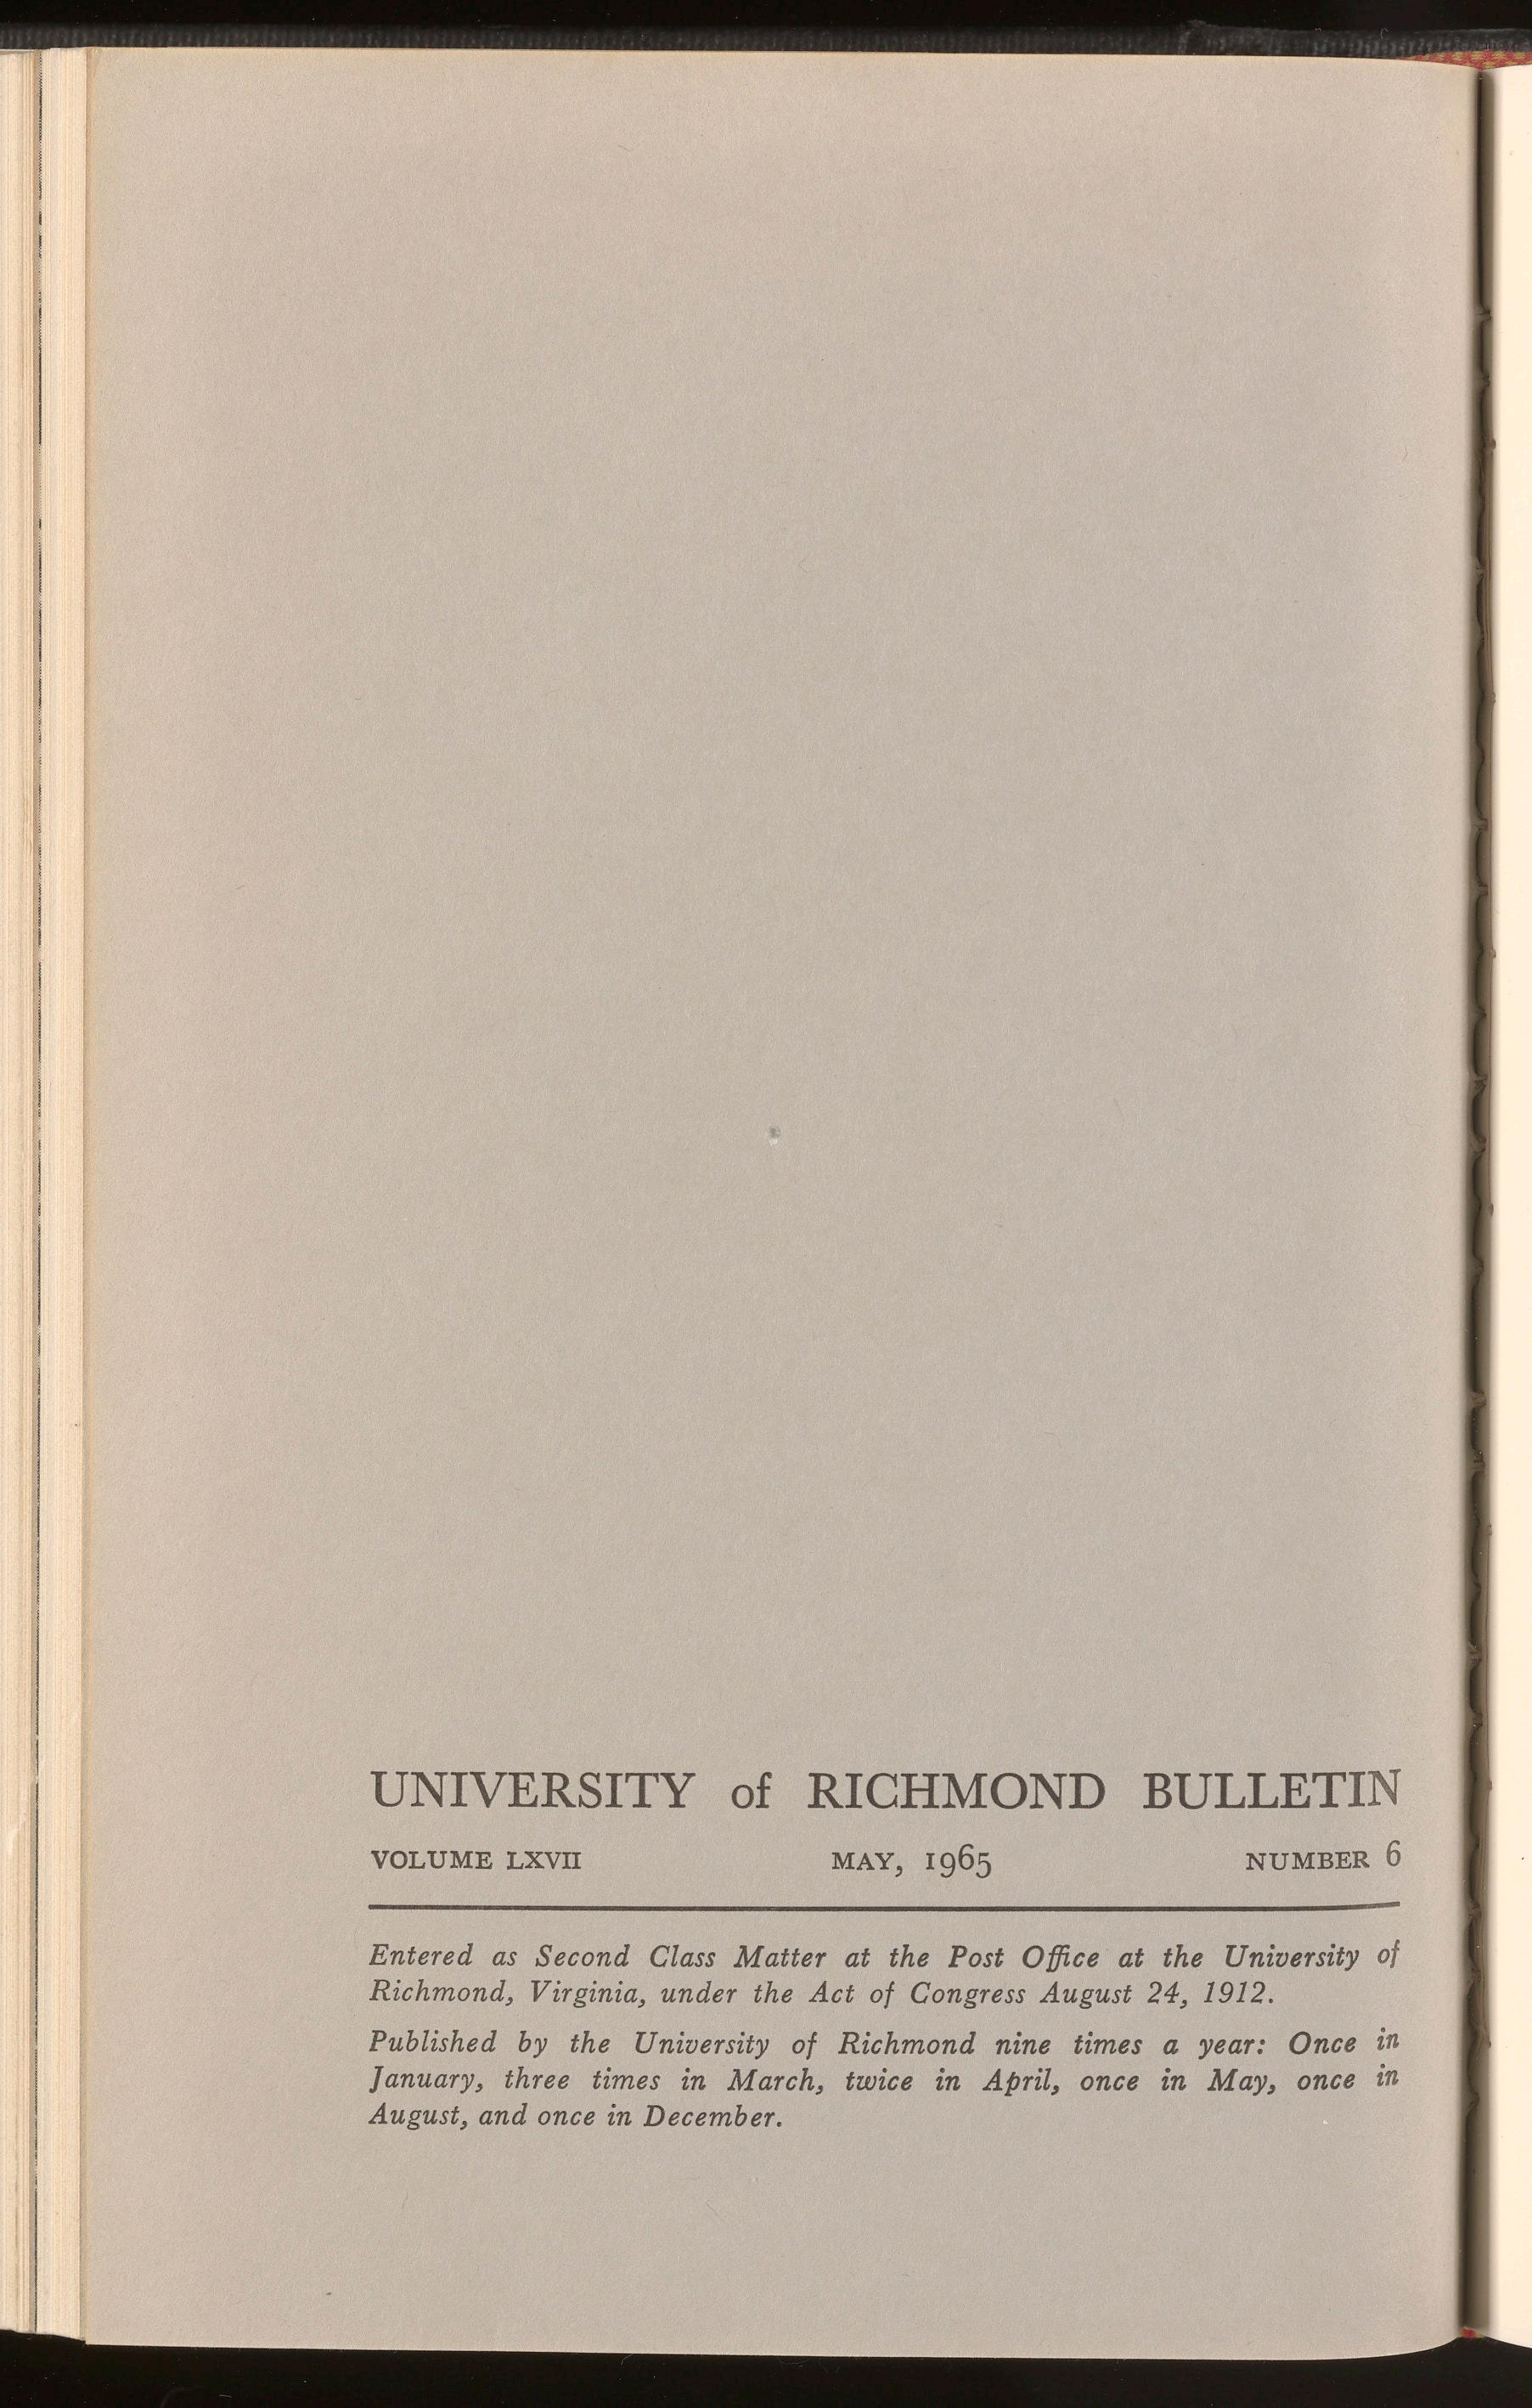 UNIVERSITY of RICHMOND BULLETIN
VOLUME LXVII MAY, 1965 NUMBER 6
Entered as Second Class Matter at the Post Office at the University of
Richmond, Virginia, under the Act of Congress August 24, 1912.
Published by the University of Richmond nine times a year: Once in
January, three times in March, twice in April, once in May, once in
August, and once in December.